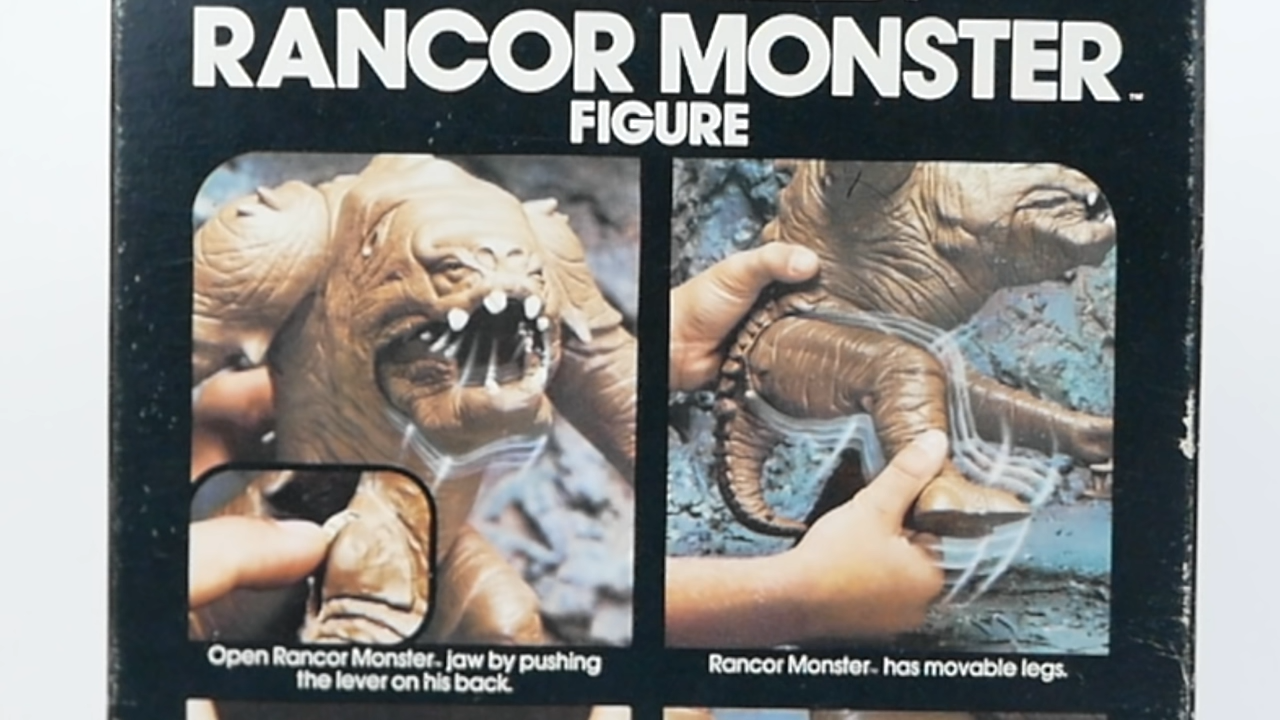 RANCOR MONSTER™
FIGURE
Open Rancor Monster™ jaw by pushing
the lever on his back.
Rancor Monster™ has movable legs.